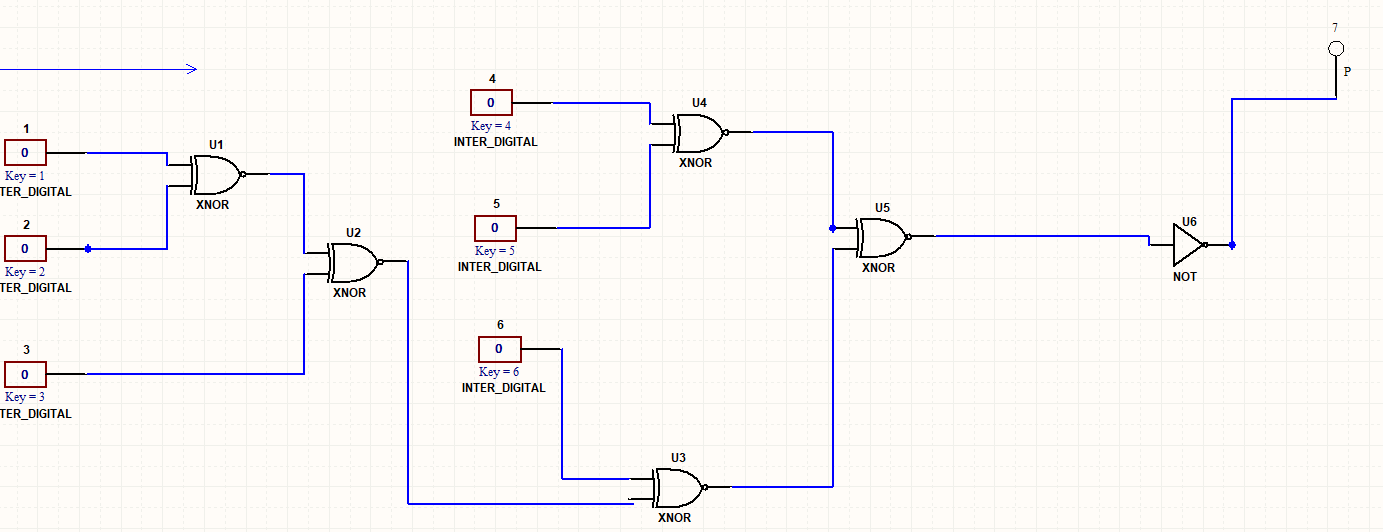 7
P
4
0
Key = 4
INTER_DIGITAL
U4
XNOR
1
0
Key = 1
TER_DIGITAL
U1
XNOR
2
0
Key = 2
TER_DIGITAL
U2
XNOR
5
0
Key = 5
INTER_DIGITAL
U5
XNOR
U6
NOT
3
0
Key = 3
TER_DIGITAL
6
0
Key = 6
INTER_DIGITAL
U3
XNOR